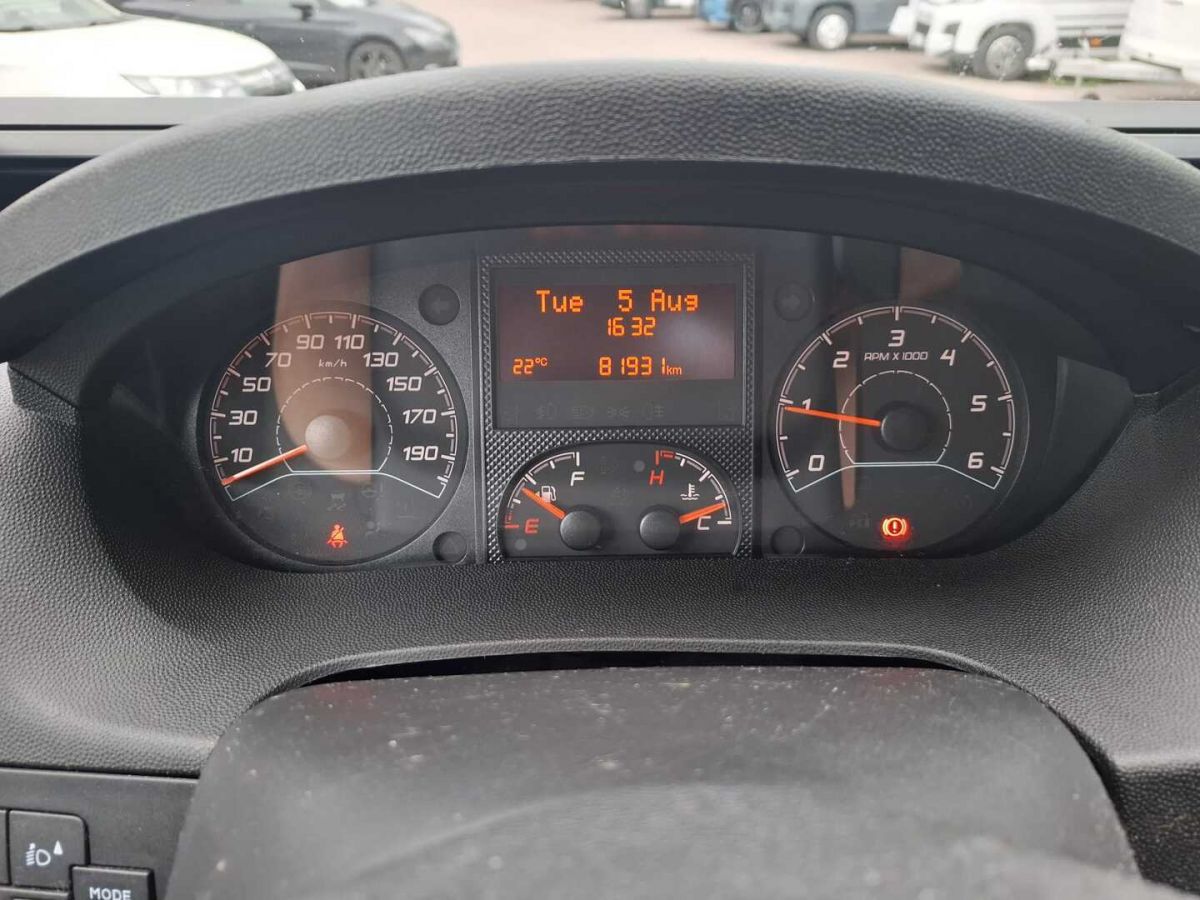 Tue 5 Aug
16 32
22°C 81931 km
10 30 50 70 90 110 130 150 170 190
km/h
0 1 2 3 4 5 6
RPM X 1000
E F
H C
MODE